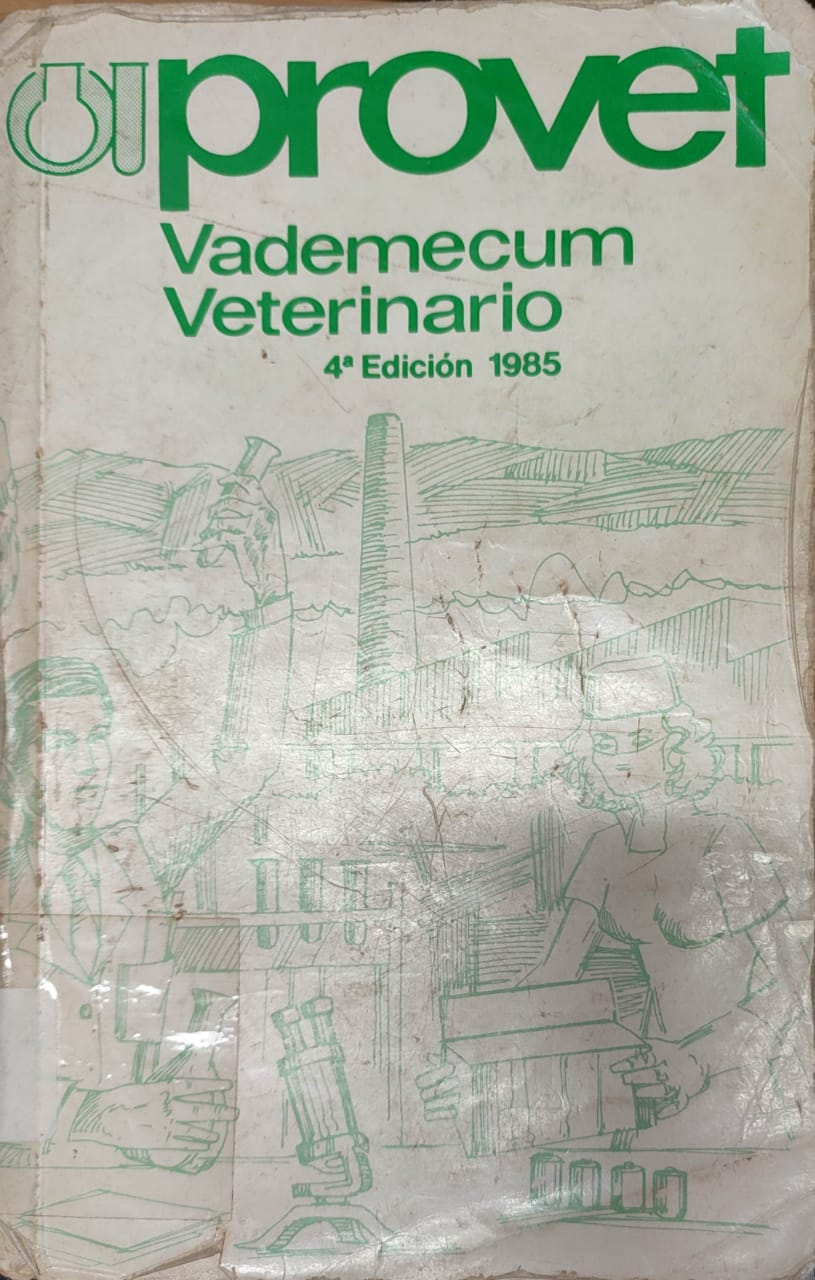 provet
Vademecum
Veterinario
4ª Edición 1985